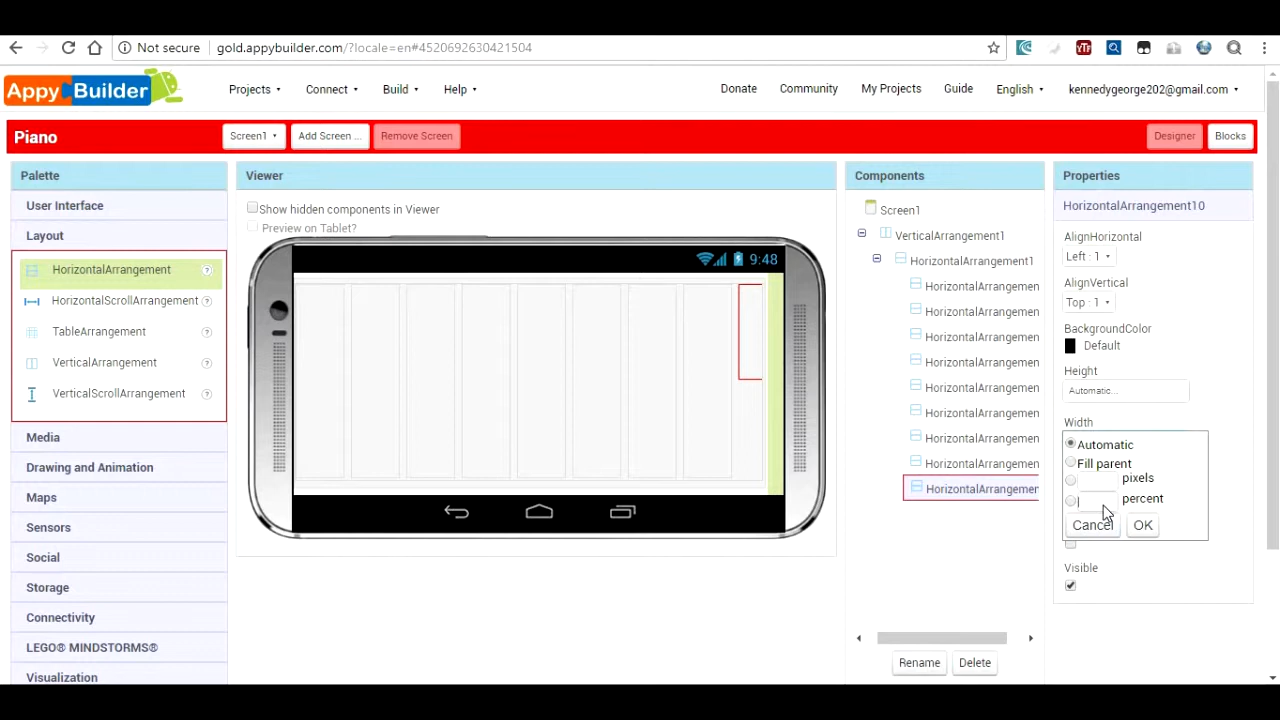 Not secure gold.appybuilder.com/?locale=en#4520692630421504
YTF
Appy Builder
Projects Connect Build Help Donate Community My Projects Guide English kennedygeorge202@gmail.com
Piano Screen1 Add Screen ... Remove Screen Designer Blocks
Palette
User Interface
Layout
HorizontalArrangement ?
HorizontalScrollArrangement ?
TableArrangement ?
VerticalArrangement ?
VerticalScrollArrangement ?
Media
Drawing and Animation
Maps
Sensors
Social
Storage
Connectivity
LEGO® MINDSTORMS®
Visualization
Viewer
Show hidden components in Viewer
Preview on Tablet?
9:48
Components
Screen1
VerticalArrangement1
HorizontalArrangement1
HorizontalArrangemen
HorizontalArrangemen
HorizontalArrangemen
HorizontalArrangemen
HorizontalArrangemen
HorizontalArrangemen
HorizontalArrangemen
HorizontalArrangemen
HorizontalArrangemen
Rename Delete
Properties
HorizontalArrangement10
AlignHorizontal
Left : 1
AlignVertical
Top : 1
BackgroundColor
Default
Height
Automatic...
Width
Automatic
Fill parent
pixels
percent
Cancel OK
Visible